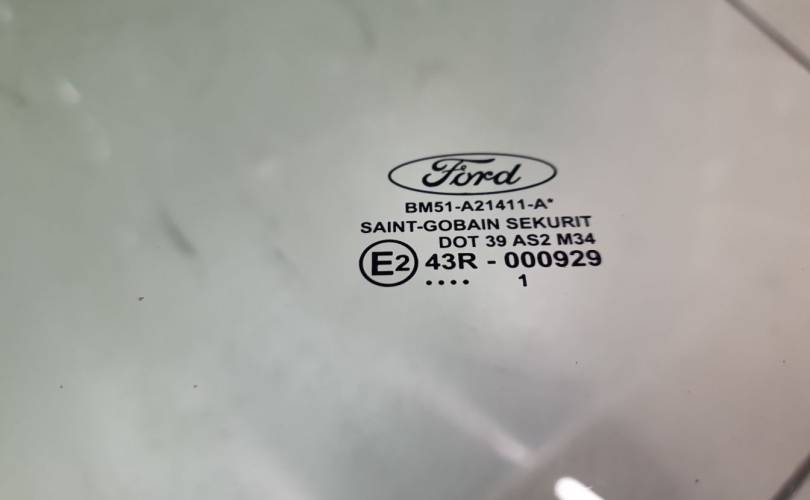 Ford
BM51-A21411-A*
SAINT-GOBAIN SEKURIT
DOT 39 AS2 M34
E2 43R - 000929
.... 1